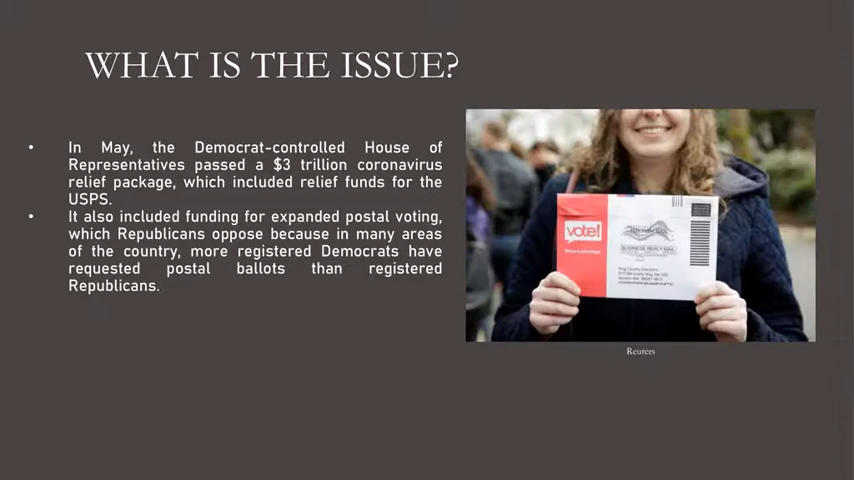 WHAT IS THE ISSUE?
• In May, the Democrat-controlled House of
Representatives passed a $3 trillion coronavirus
relief package, which included relief funds for the
USPS.
• It also included funding for expanded postal voting,
which Republicans oppose because in many areas
of the country, more registered Democrats have
requested postal ballots than registered
Republicans.
vote!
BUSINESS REPLY MAIL
King County Elections
Reuters